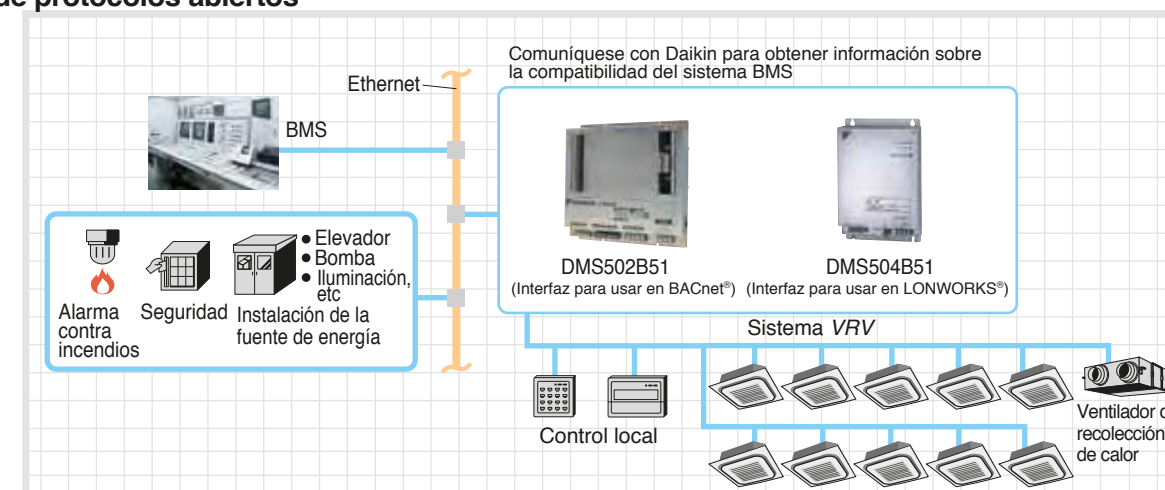 de protocolos abiertos
Comuníquese con Daikin para obtener información sobre
la compatibilidad del sistema BMS
Ethernet
BMS
• Elevador
• Bomba
• Iluminación,
etc
Alarma
contra
incendios
Seguridad
Instalación de la
fuente de energía
DMS502B51
(Interfaz para usar en BACnet®)
DMS504B51
(Interfaz para usar en LONWORKS®)
Sistema VRV
Control local
Ventilador
recolección
de calor